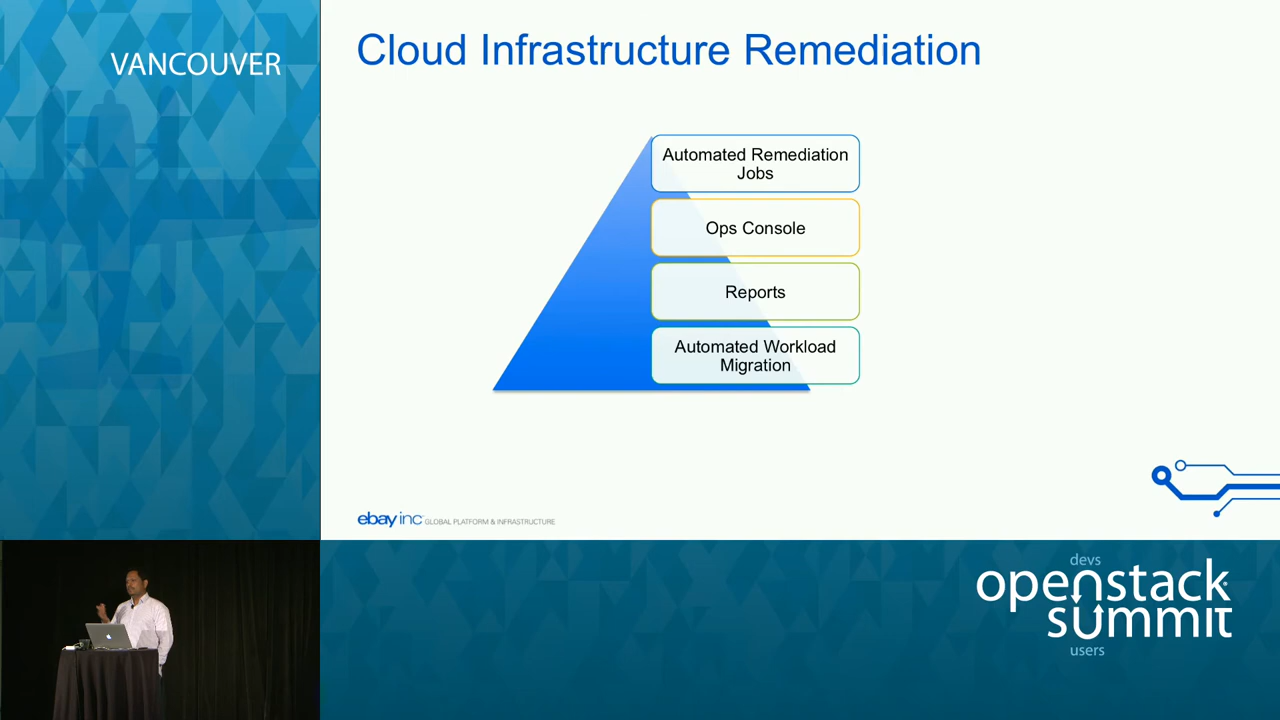 VANCOUVER
Cloud Infrastructure Remediation
Automated Remediation
Jobs
Ops Console
Reports
Automated Workload
Migration
ebay inc GLOBAL PLATFORM & INFRASTRUCTURE
devs
openstack
summit
users